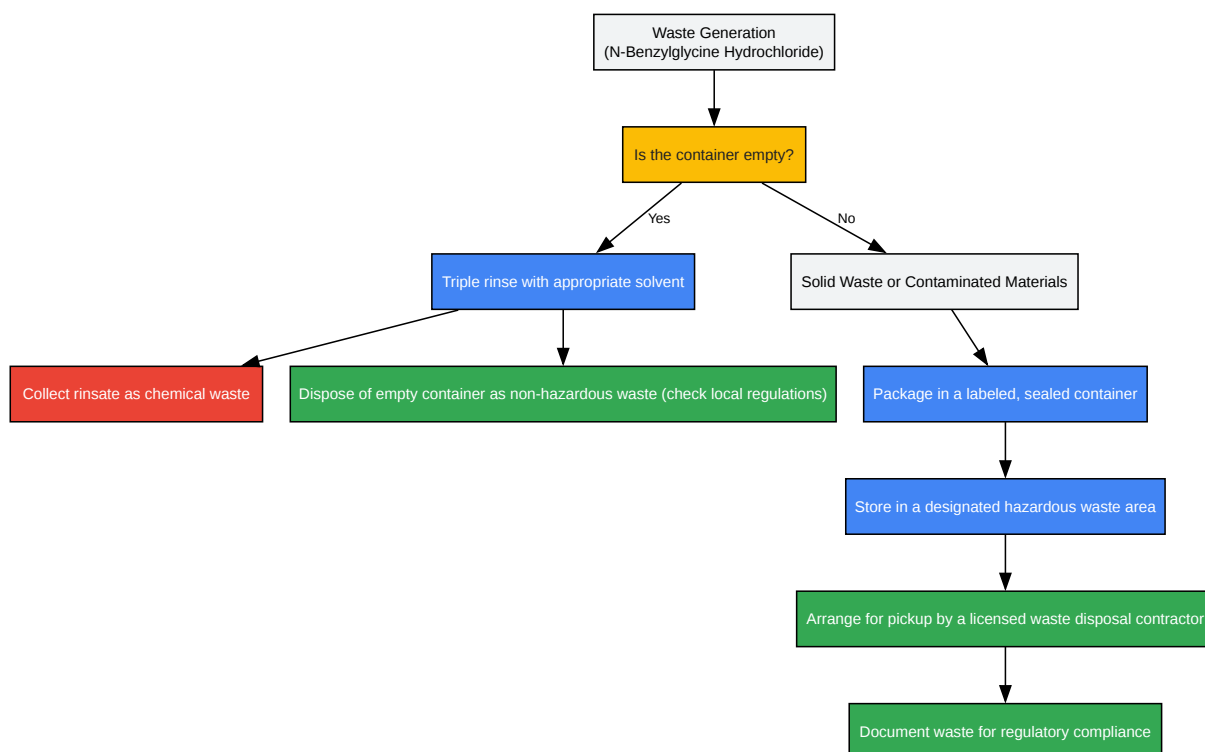 Waste Generation
(N-Benzylglycine Hydrochloride)
Is the container empty?
Yes
No
Triple rinse with appropriate solvent
Solid Waste or Contaminated Materials
Collect rinsate as chemical waste
Dispose of empty container as non-hazardous waste (check local regulations)
Package in a labeled, sealed container
Store in a designated hazardous waste area
Arrange for pickup by a licensed waste disposal contractor
Document waste for regulatory compliance